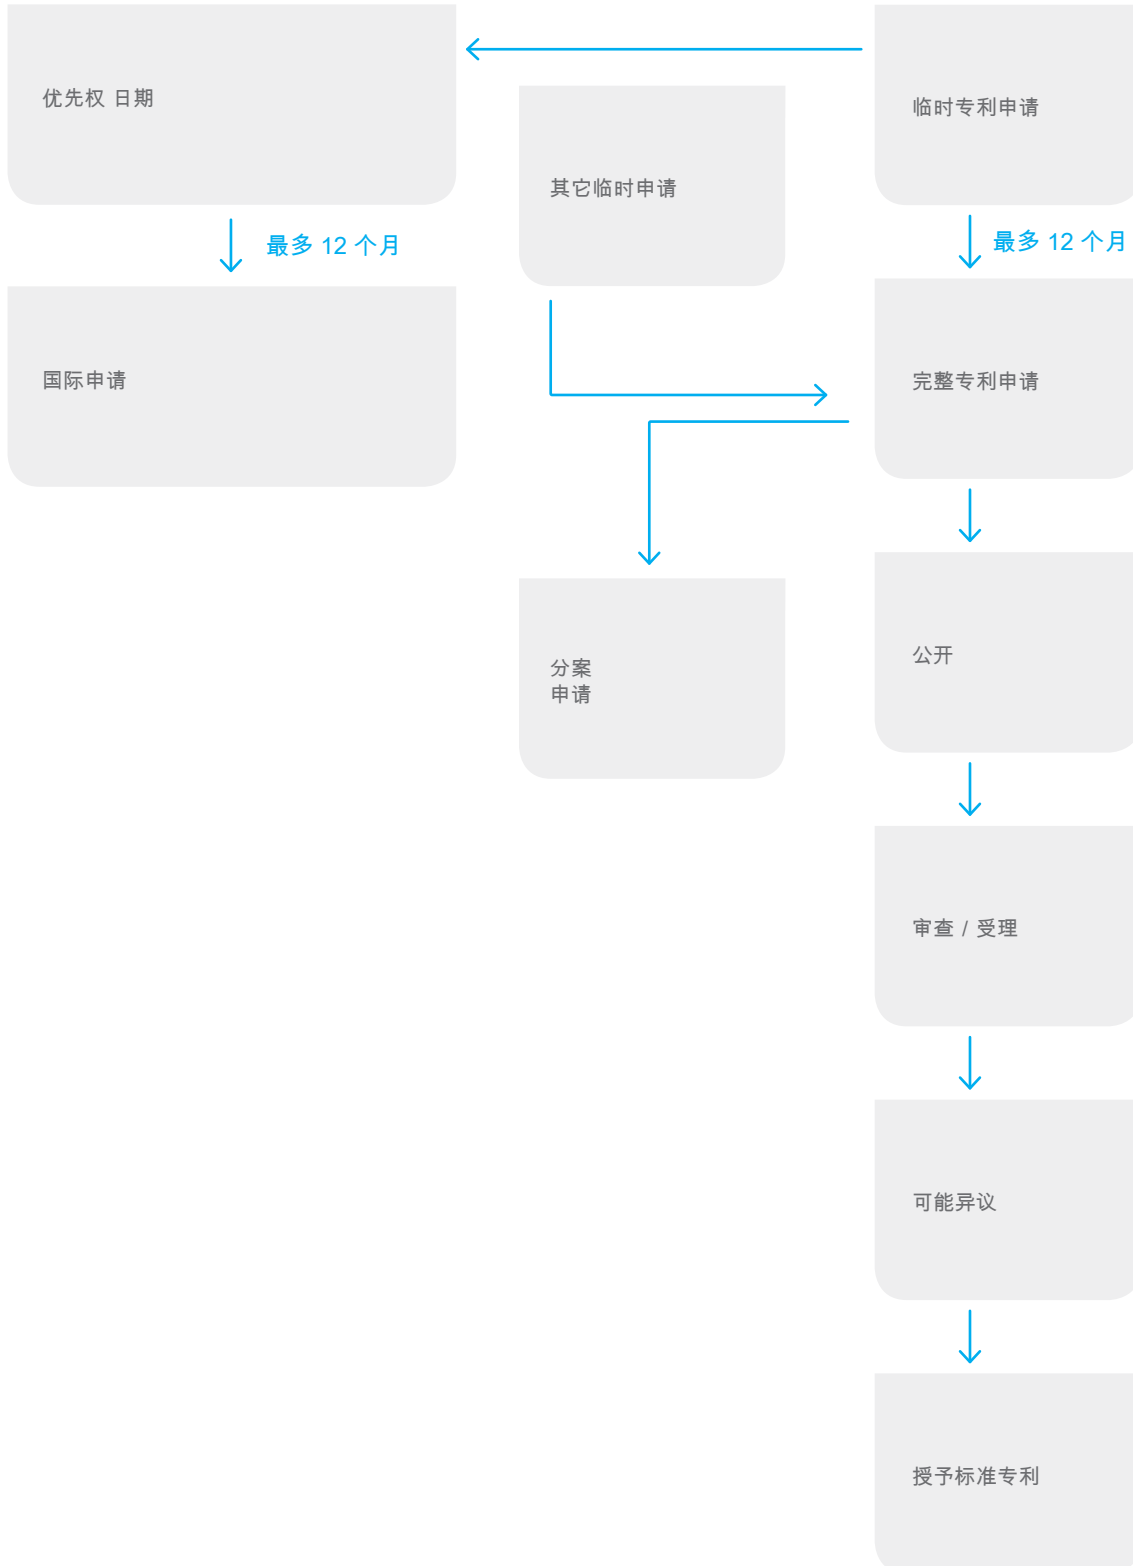 优先权 日期
最多 12 个月
国际申请
其它临时申请
分案
申请
临时专利申请
最多 12 个月
完整专利申请
公开
审查 / 受理
可能异议
授予标准专利